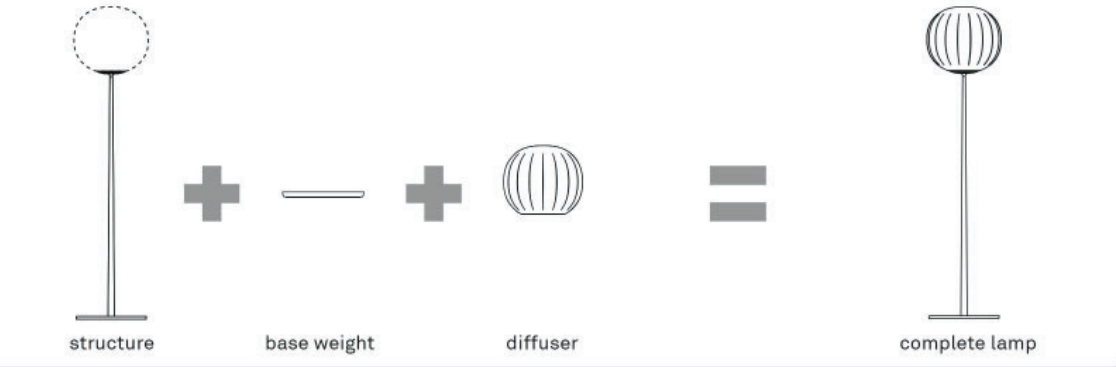 structure
base weight
diffuser
complete lamp